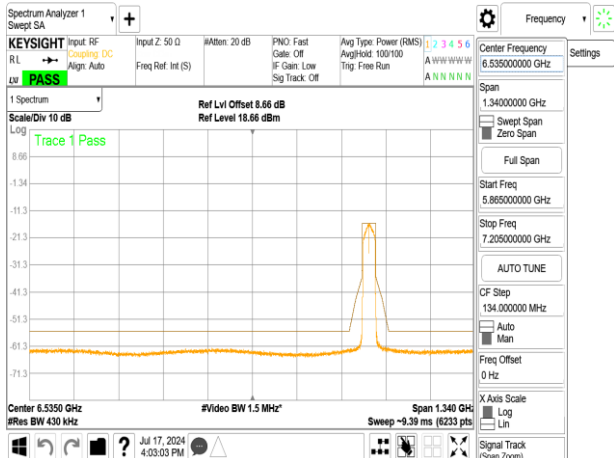 Spectrum Analyzer 1
Swept SA
Frequency
Settings
KEYSIGHT
RL
LXI
PASS
Input: RF
Coupling: DC
Align: Auto
Input Z: 50 Ω
Freq Ref: Int (S)
#Atten: 20 dB
PNO: Fast
Gate: Off
IF Gain: Low
Sig Track: Off
Avg Type: Power (RMS)
Avg|Hold: 100/100
Trig: Free Run
1 2 3 4 5 6
A W W W W W
A N N N N N
1 Spectrum
Scale/Div 10 dB
Ref Lvl Offset 8.66 dB
Ref Level 18.66 dBm
Log
Trace 1 Pass
8.66
-1.34
-11.3
-21.3
-31.3
-41.3
-51.3
-61.3
-71.3
Center 6.5350 GHz
#Res BW 430 kHz
#Video BW 1.5 MHz*
Span 1.340 GHz
Sweep ~9.39 ms (6233 pts
Jul 17, 2024
4:03:03 PM
Center Frequency
6.535000000 GHz
Span
1.34000000 GHz
Swept Span
Zero Span
Full Span
Start Freq
5.865000000 GHz
Stop Freq
7.205000000 GHz
AUTO TUNE
CF Step
134.000000 MHz
Auto
Man
Freq Offset
0 Hz
X Axis Scale
Log
Lin
Signal Track
(Span Zoom)